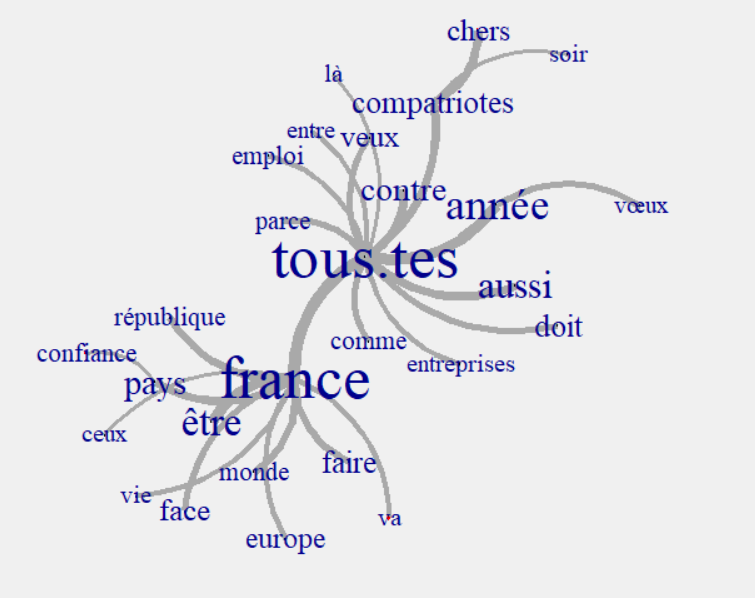 chers
soir
là
compatriotes
entre
veux
emploi
contre
année
vœux
parce
tous.tes
aussi
république
doit
comme
confiance
entreprises
pays
france
être
ceux
monde
faire
vie
face
va
europe